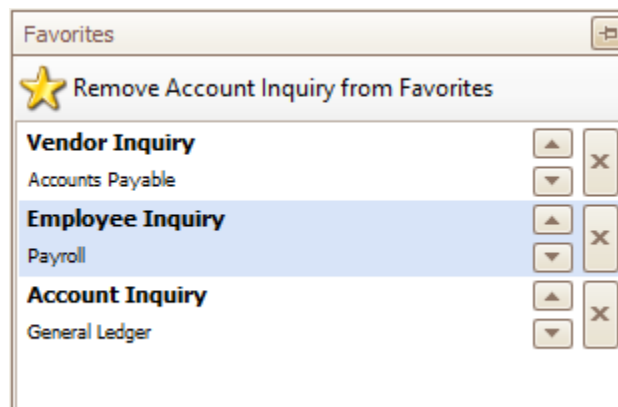 Favorites
Remove Account Inquiry from Favorites
Vendor Inquiry
Accounts Payable
Employee Inquiry
Payroll
Account Inquiry
General Ledger